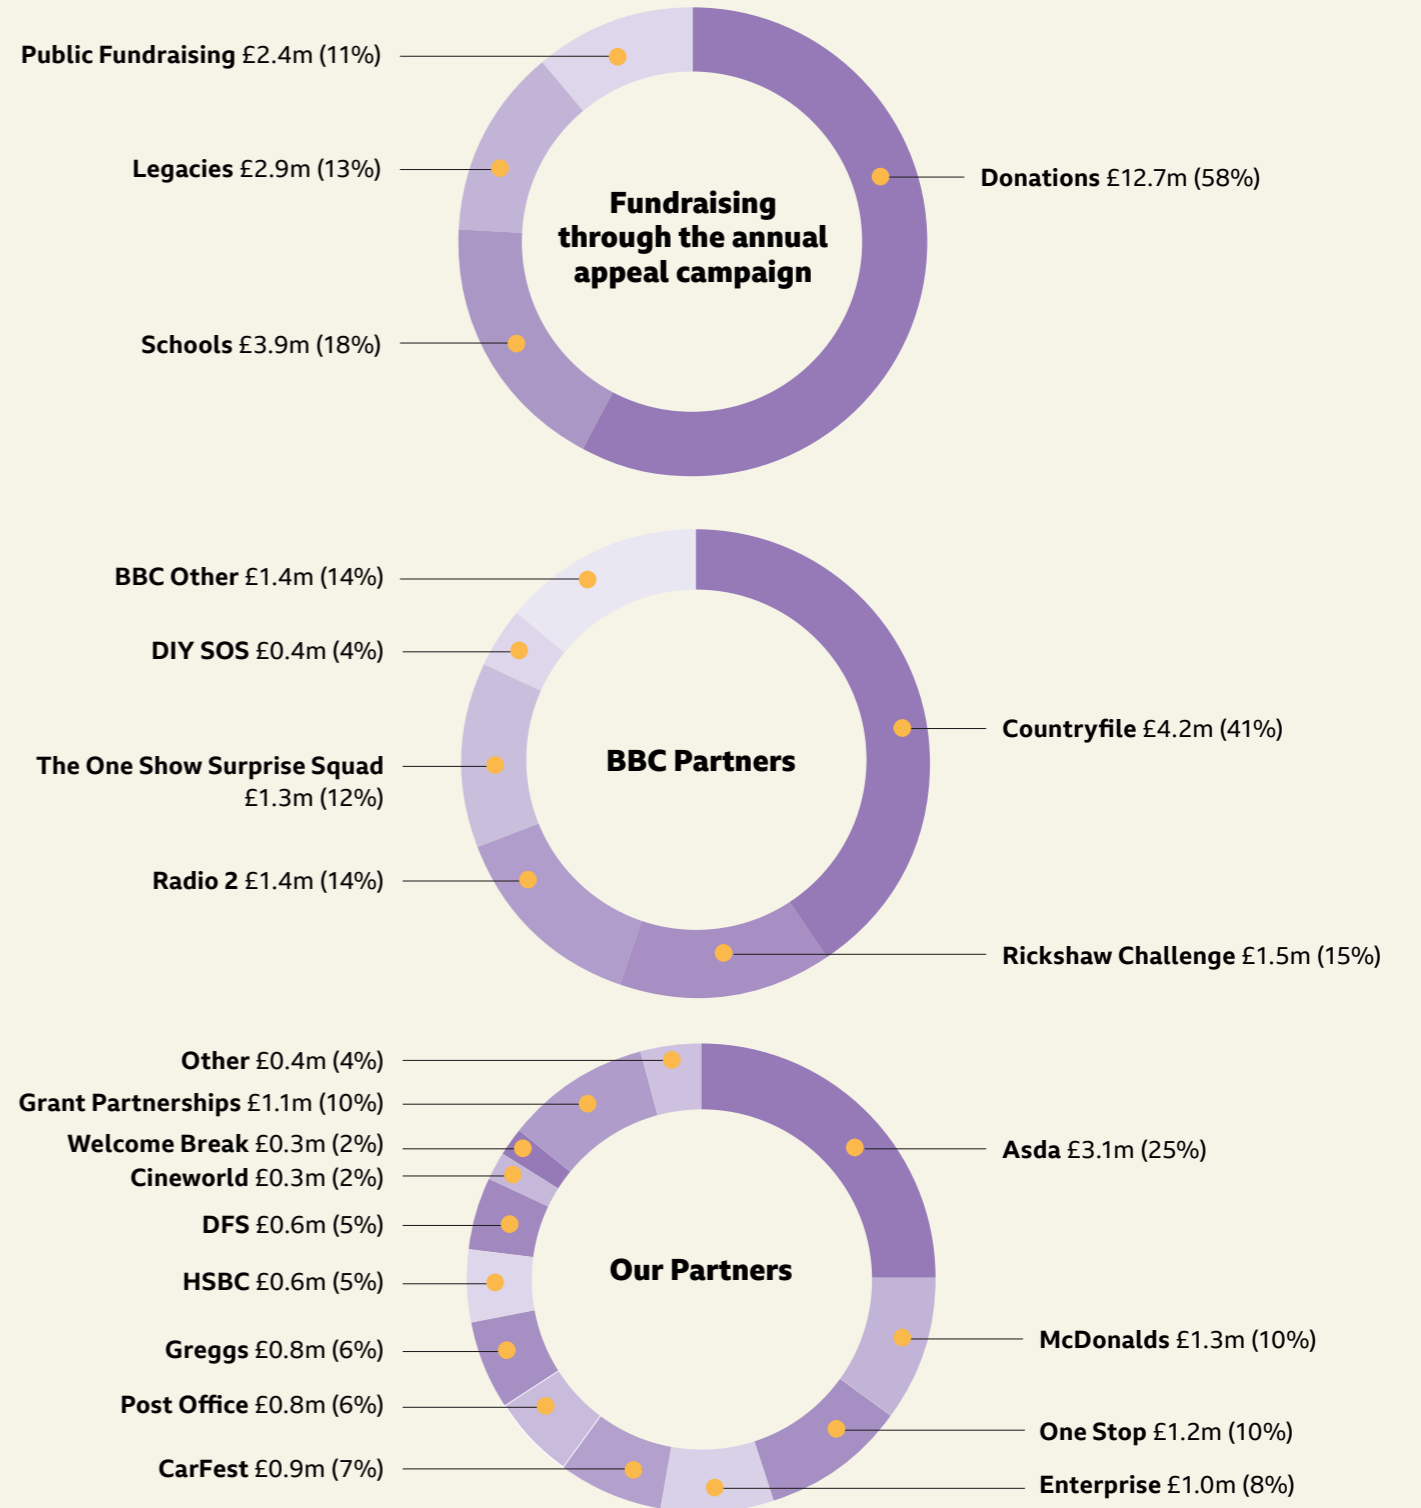 Public Fundraising £2.4m (11%)
Legacies £2.9m (13%)
Schools £3.9m (18%)
Fundraising
through the annual
appeal campaign
Donations £12.7m (58%)
BBC Other £1.4m (14%)
DIY SOS £0.4m (4%)
The One Show Surprise Squad
£1.3m (12%)
Radio 2 £1.4m (14%)
BBC Partners
Countryfile £4.2m (41%)
Rickshaw Challenge £1.5m (15%)
Other £0.4m (4%)
Grant Partnerships £1.1m (10%)
Welcome Break £0.3m (2%)
Cineworld £0.3m (2%)
DFS £0.6m (5%)
HSBC £0.6m (5%)
Greggs £0.8m (6%)
Post Office £0.8m (6%)
CarFest £0.9m (7%)
Our Partners
Asda £3.1m (25%)
McDonalds £1.3m (10%)
One Stop £1.2m (10%)
Enterprise £1.0m (8%)